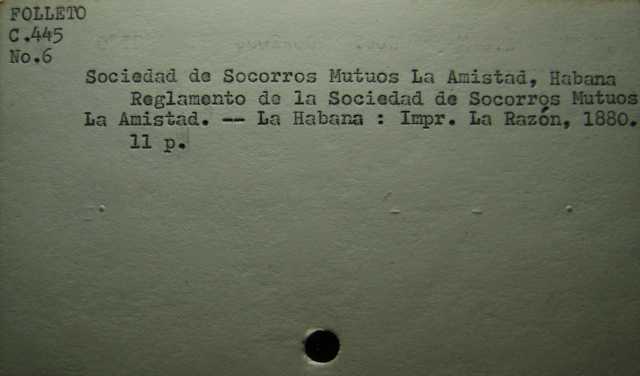 FOLLETO
C.445
No.6
Sociedad de Socorros Mutuos La Amistad, Habana
Reglamento de la Sociedad de Socorros Mutuos
La Amistad. -- La Habana : Impr. La Razón, 1880.
11 p.